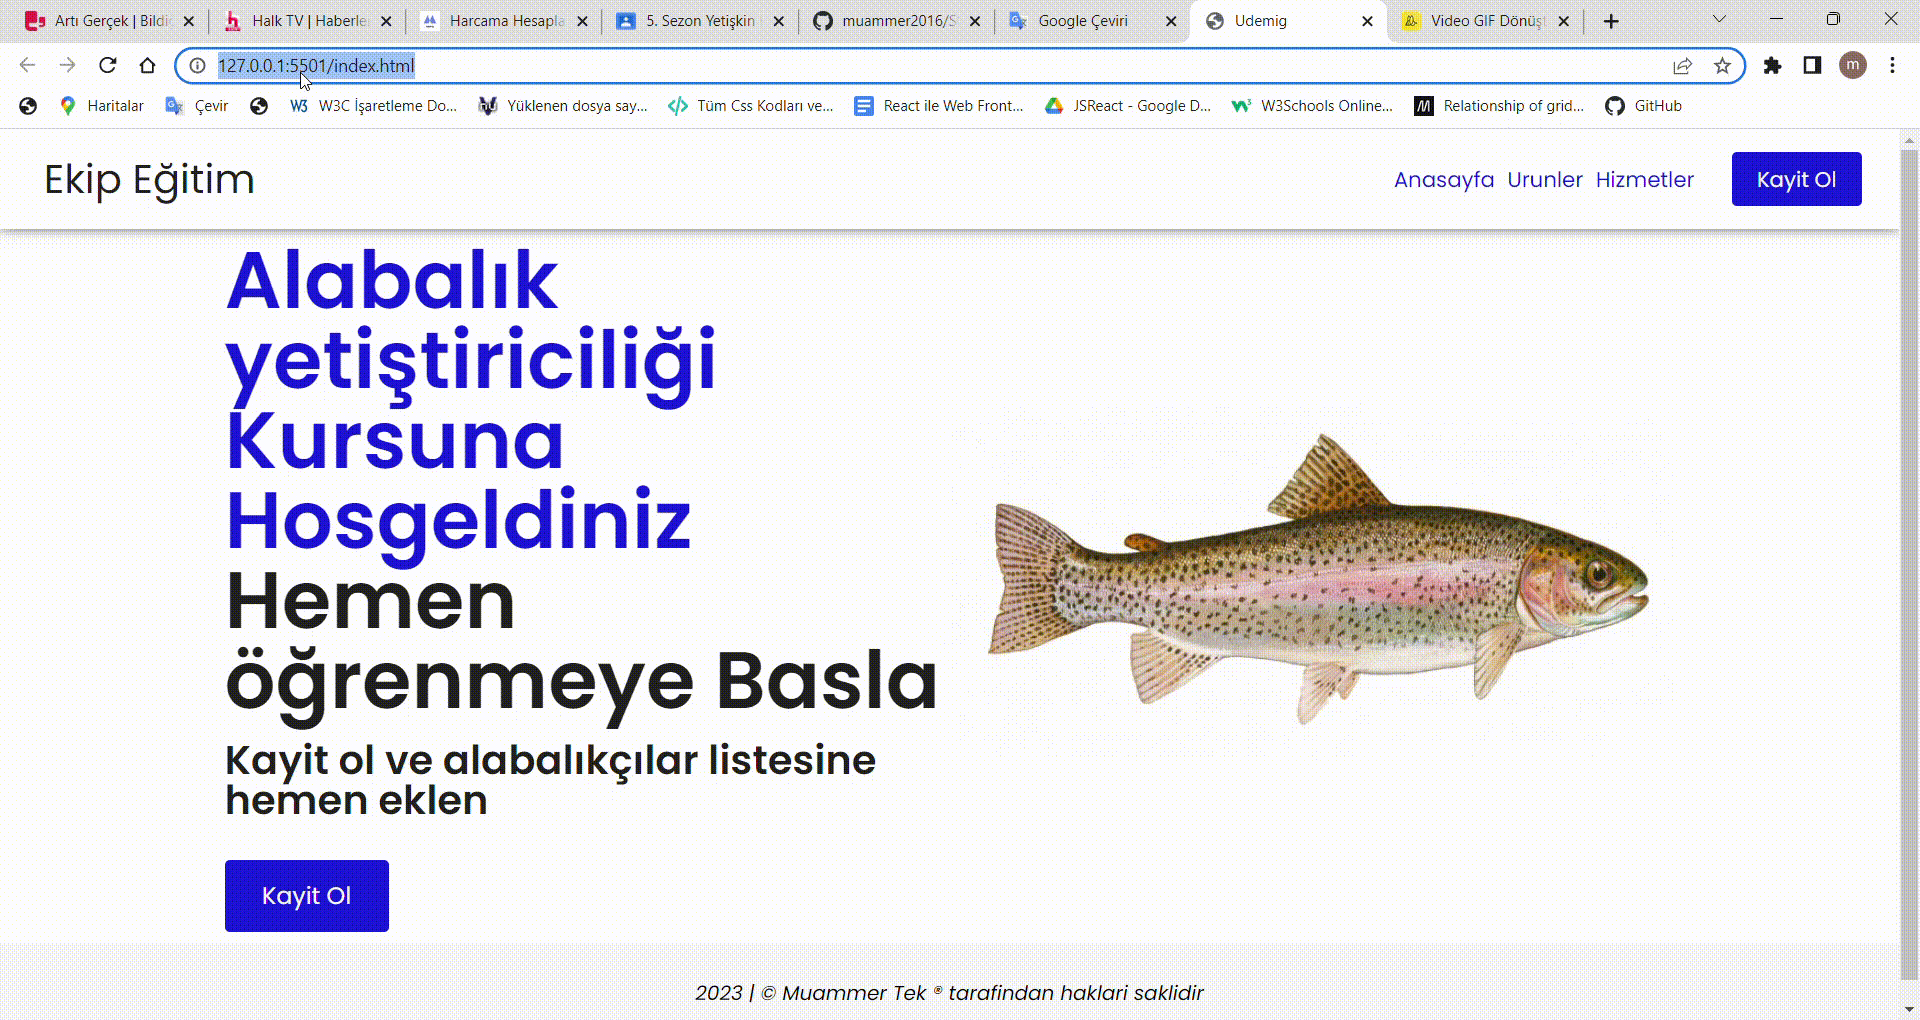 Artı Gerçek | Bildi
Halk TV | Haberle
Harcama Hesapla
5. Sezon Yetişkin
muammer2016/S
Google Çeviri
Udemig
Video GIF Dönüşt
127.0.0.1:5501/index.html
m
Haritalar
Çevir
W3C İşaretleme Do...
Yüklenen dosya say...
Tüm Css Kodları ve...
React ile Web Front...
JSReact - Google D...
W3Schools Online...
Relationship of grid...
GitHub
Ekip Eğitim
Anasayfa Urunler Hizmetler
Kayit Ol
Alabalık
yetiştiriciliği
Kursuna
Hosgeldiniz
Hemen
öğrenmeye Basla
Kayit ol ve alabalıkçılar listesine
hemen eklen
Kayit Ol
2023 | © Muammer Tek ® tarafindan haklari saklidir